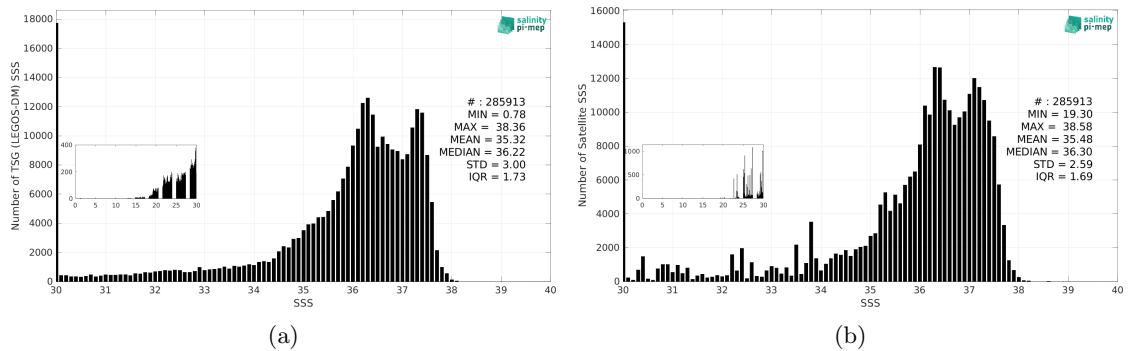 salinity
pi-mep
Number of TSG (LEGOS-DM) SSS
18000
16000
14000
12000
10000
8000
6000
4000
2000
0
# : 285913
MIN = 0.78
MAX = 38.36
MEAN = 35.32
MEDIAN = 36.22
STD = 3.00
IQR = 1.73
400
200
0
0 5 10 15 20 25 30
30 31 32 33 34 35 36 37 38 39 40
SSS
(a)
salinity
pi-mep
Number of Satellite SSS
16000
14000
12000
10000
8000
6000
4000
2000
0
# : 285913
MIN = 19.30
MAX = 38.58
MEAN = 35.48
MEDIAN = 36.30
STD = 2.59
IQR = 1.69
1000
500
0
0 5 10 15 20 25 30
30 31 32 33 34 35 36 37 38 39 40
SSS
(b)